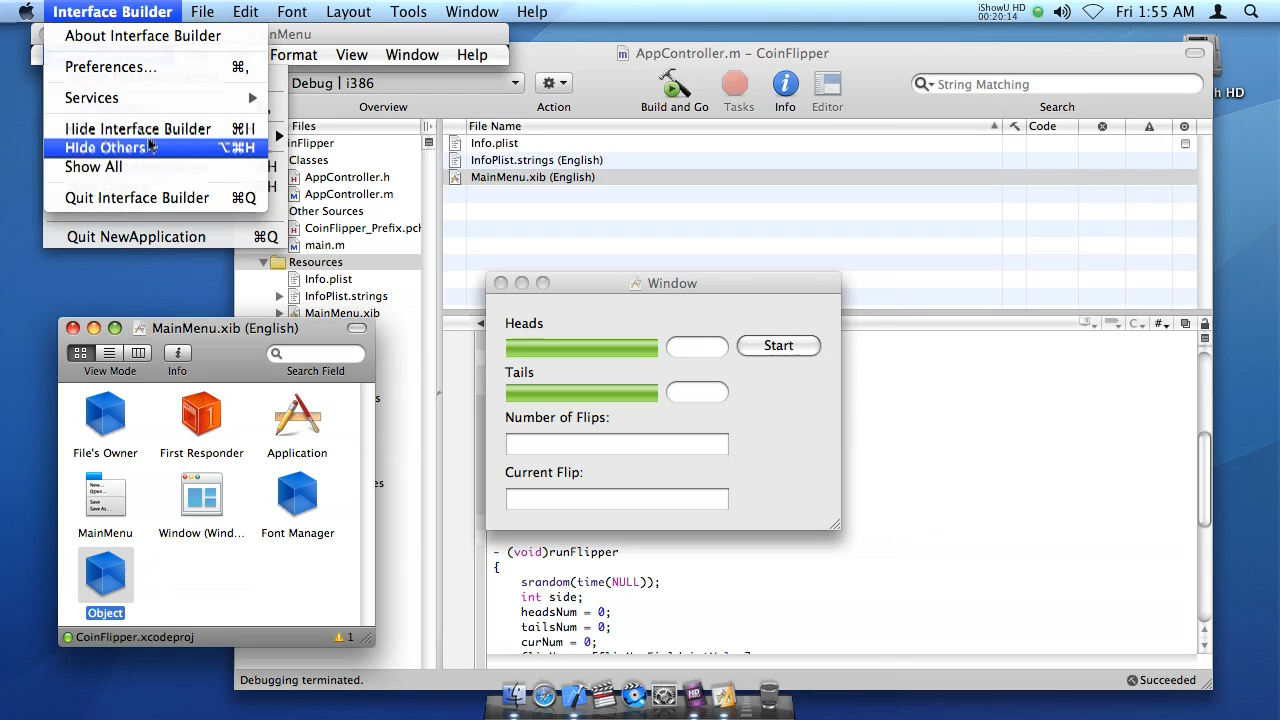 Interface Builder File Edit Font Layout Tools Window Help
iShowU HD
00:20:14
Fri 1:55 AM
About Interface Builder
Preferences... ⌘,
Services
Hide Interface Builder ⌘H
Hide Others ⌥⌘H
Show All
Quit Interface Builder ⌘Q
Quit NewApplication ⌘Q
Format View Window Help
AppController.m - CoinFlipper
Debug | i386
String Matching
Overview Action Build and Go Tasks Info Editor Search
Files
Classes
AppController.h
AppController.m
Other Sources
CoinFlipper_Prefix.pch
main.m
Resources
Info.plist
InfoPlist.strings
MainMenu.xib
File Name Code
Info.plist
InfoPlist.strings (English)
MainMenu.xib (English)
Window
Heads
Start
Tails
Number of Flips:
Current Flip:
MainMenu.xib (English)
View Mode Info Search Field
File's Owner First Responder Application
New...
Open...
Save
Save As...
MainMenu Window (Wind... Font Manager
Object
CoinFlipper.xcodeproj 1
- (void)runFlipper
{
srandom(time(NULL));
int side;
headsNum = 0;
tailsNum = 0;
curNum = 0;
Debugging terminated. Succeeded